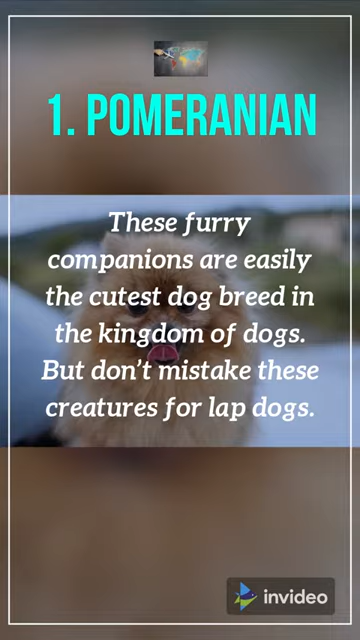 1. POMERANIAN
These furry
companions are easily
the cutest dog breed in
the kingdom of dogs.
But don't mistake these
creatures for lap dogs.
invideo